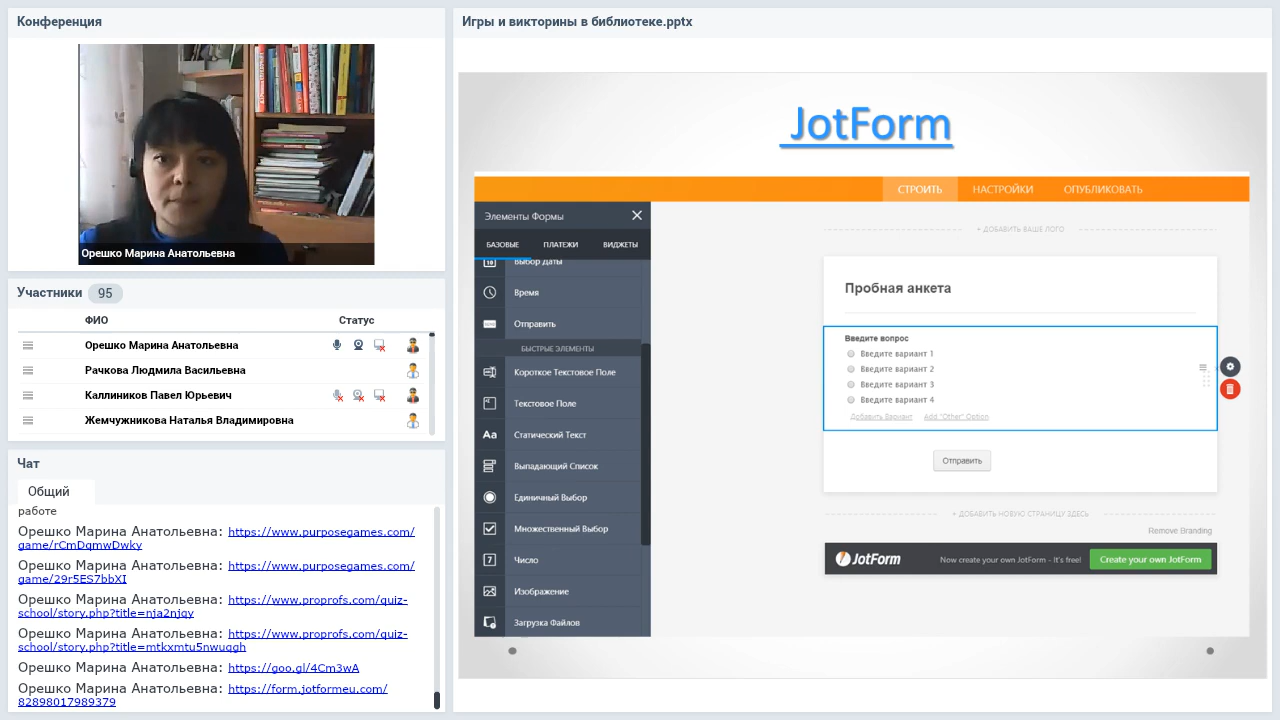 Конференция
Орешко Марина Анатольевна
Участники 95
ФИО Статус
Орешко Марина Анатольевна
Рачкова Людмила Васильевна
Каллиников Павел Юрьевич
Жемчужникова Наталья Владимировна
Чат
Общий
работе
Орешко Марина Анатольевна: https://www.purposegames.com/
game/rCmDqmwDwky
Орешко Марина Анатольевна: https://www.purposegames.com/
game/29r5ES7bbXI
Орешко Марина Анатольевна: https://www.proprofs.com/quiz-
school/story.php?title=nja2njqy
Орешко Марина Анатольевна: https://www.proprofs.com/quiz-
school/story.php?title=mtkxmtu5nwuqgh
Орешко Марина Анатольевна: https://goo.gl/4Cm3wA
Орешко Марина Анатольевна: https://form.jotformeu.com/
82898017989379
Игры и викторины в библиотеке.pptx
JotForm
СТРОИТЬ НАСТРОЙКИ ОПУБЛИКОВАТЬ
Элементы Формы
БАЗОВЫЕ ПЛАТЕЖИ ВИДЖЕТЫ
Выбор Даты
Время
Отправить
БЫСТРЫЕ ЭЛЕМЕНТЫ
Короткое Текстовое Поле
Текстовое Поле
Aa Статический Текст
Выпадающий Список
Единичный Выбор
Множественный Выбор
7 Число
Изображение
Загрузка Файлов
+ ДОБАВИТЬ ВАШЕ ЛОГО
Пробная анкета
Введите вопрос
Введите вариант 1
Введите вариант 2
Введите вариант 3
Введите вариант 4
Добавить Вариант Add "Other" Option
Отправить
+ ДОБАВИТЬ НОВУЮ СТРАНИЦУ ЗДЕСЬ
Remove Branding
JotForm Now create your own JotForm - It's free! Create your own JotForm